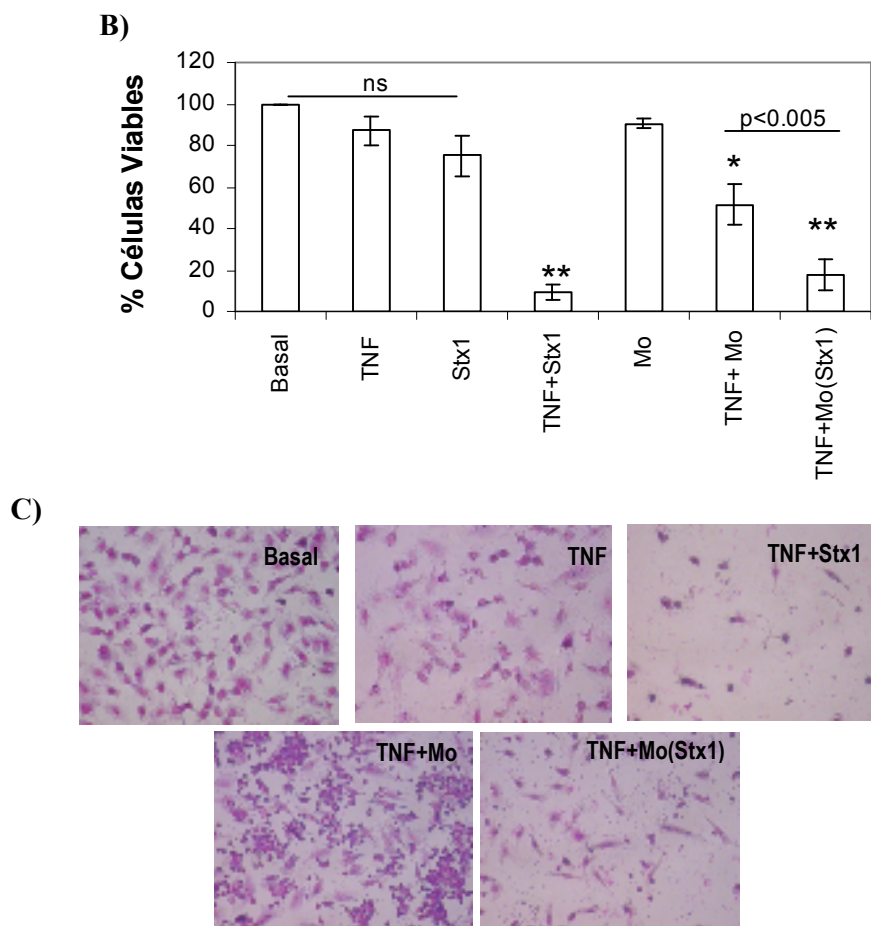 B)
120
100
80
60
40
20
0
% Células Viables
ns
p<0.005
*
**
**
Basal
TNF
Stx1
TNF+Stx1
Mo
TNF+ Mo
TNF+Mo(Stx1)
C)
Basal
TNF
TNF+Stx1
TNF+Mo
TNF+Mo(Stx1)